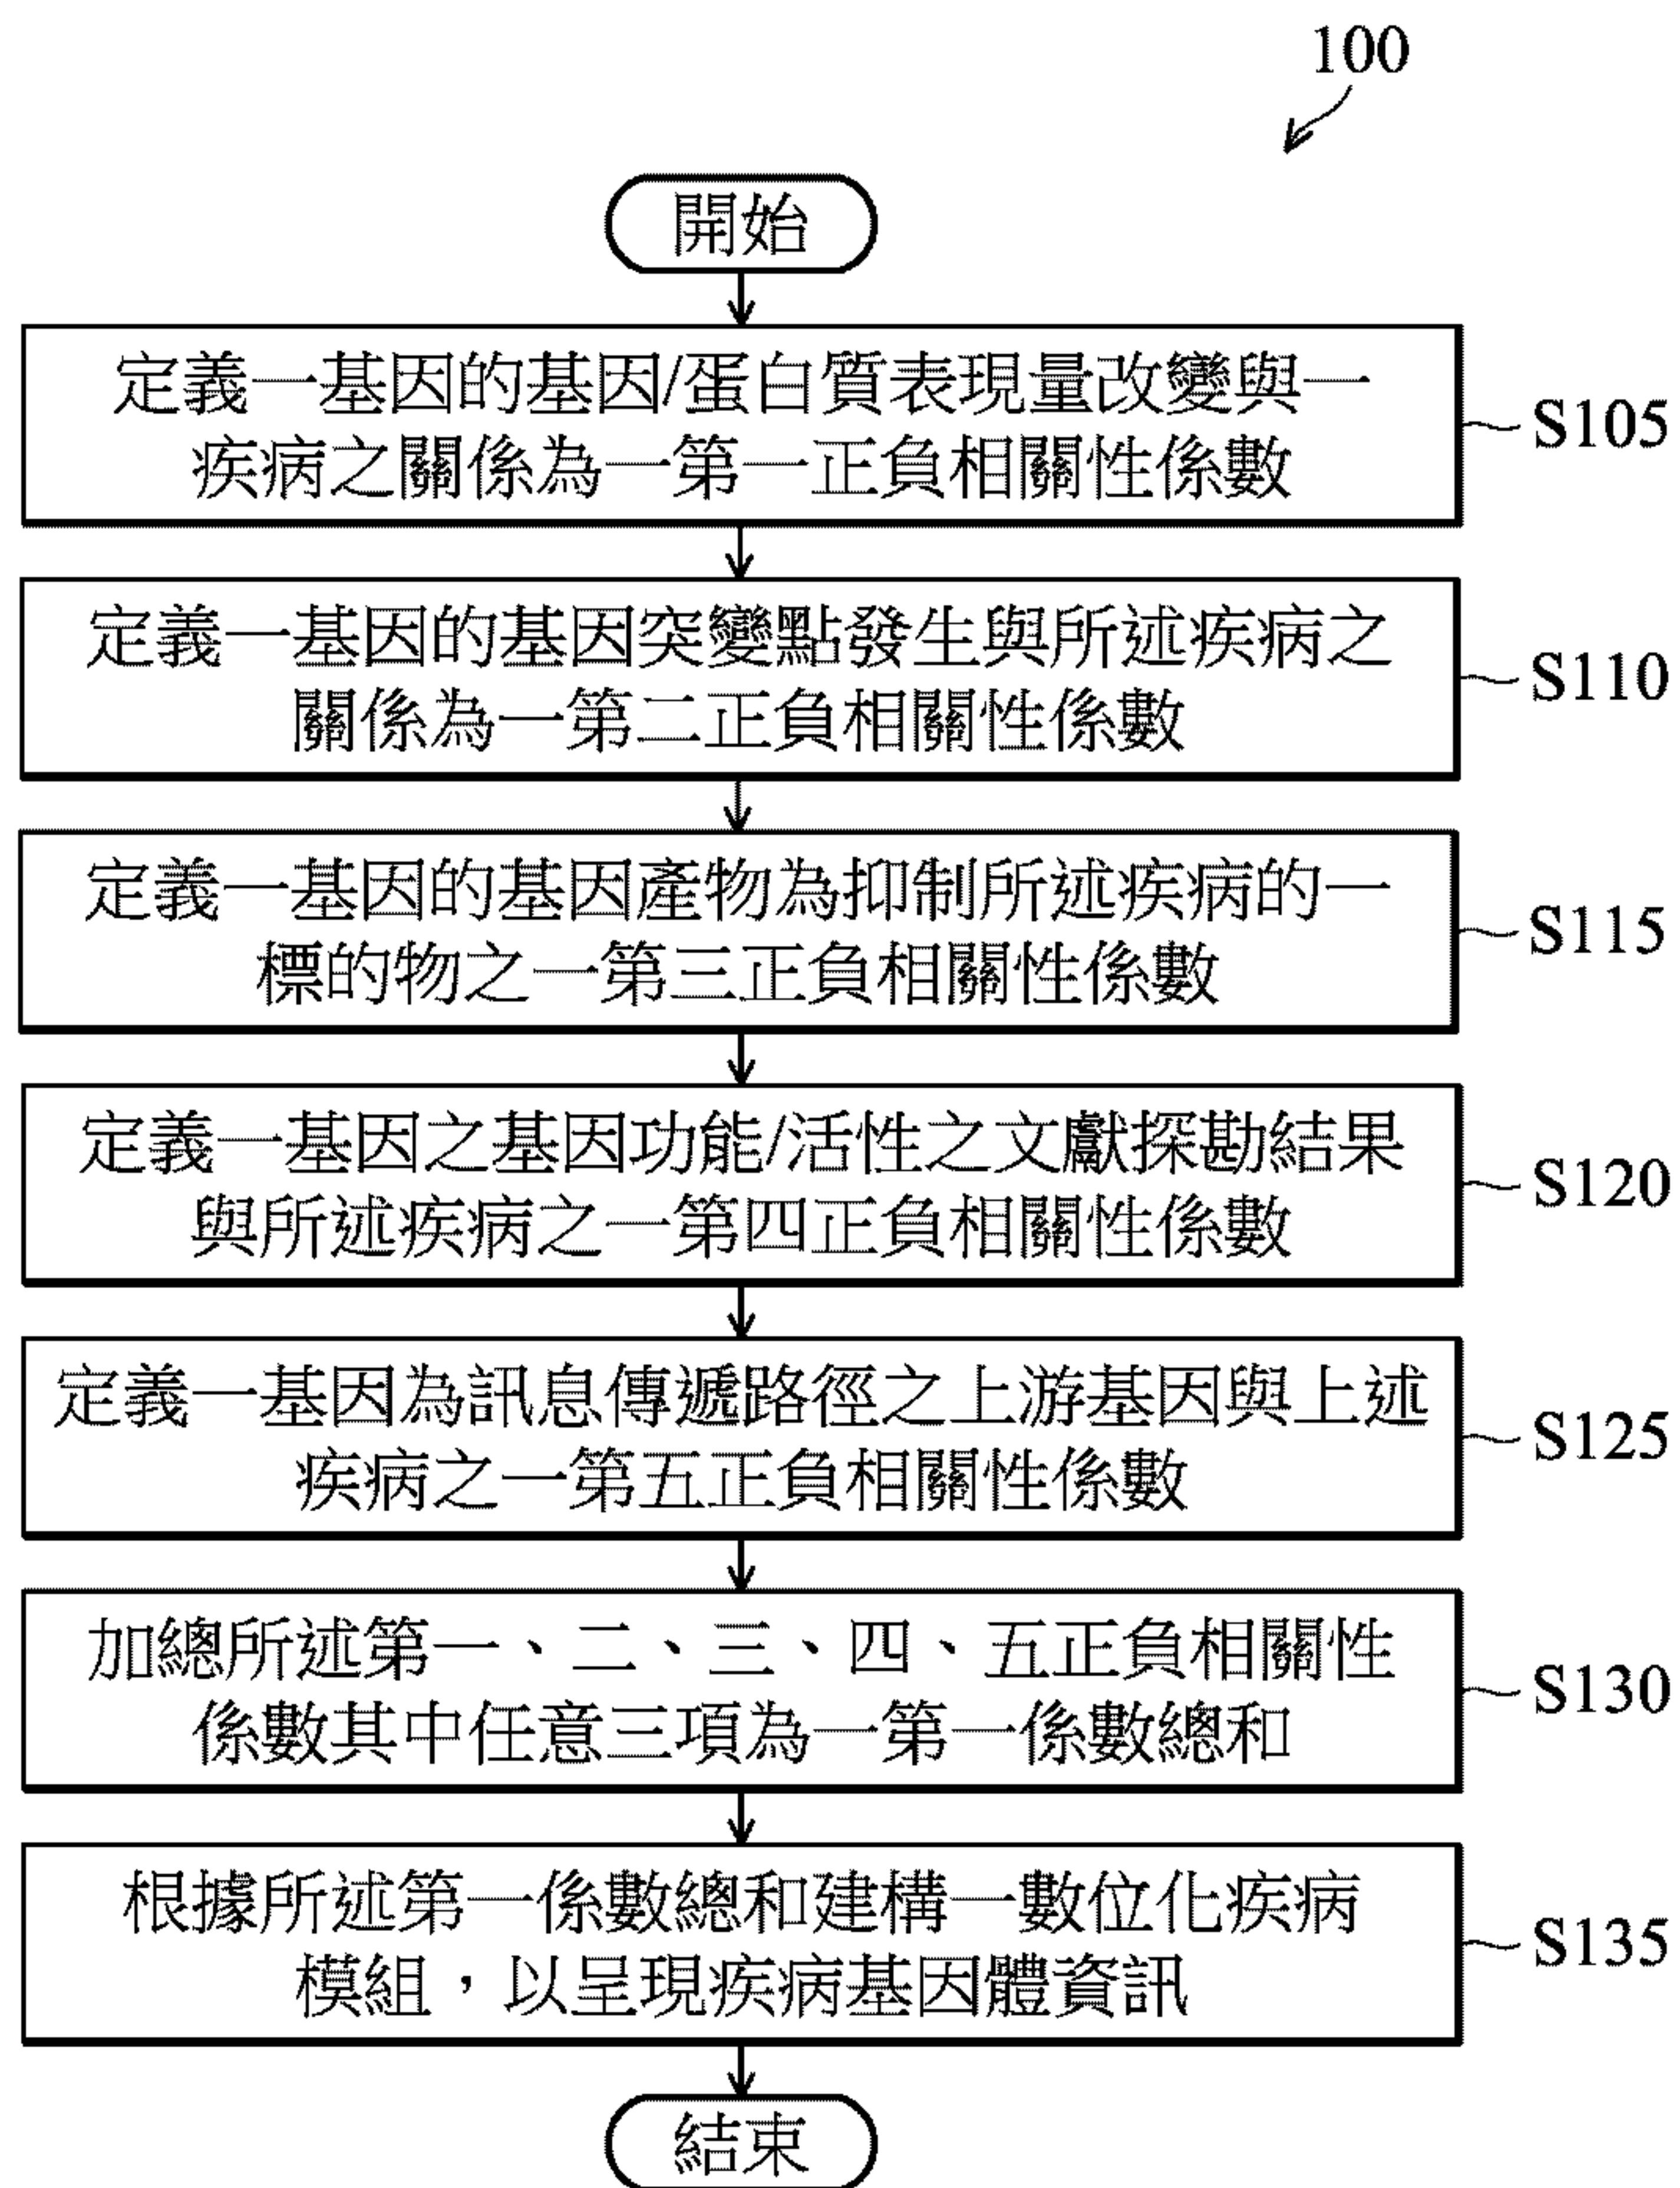 100
開始
定義一基因的基因/蛋白質表現量改變與一
疾病之關係為一第一正負相關性係數
S105
定義一基因的基因突變點發生與所述疾病之
關係為一第二正負相關性係數
S110
定義一基因的基因產物為抑制所述疾病的一
標的物之一第三正負相關性係數
S115
定義一基因之基因功能/活性之文獻探勘結果
與所述疾病之一第四正負相關性係數
S120
定義一基因為訊息傳遞路徑之上游基因與上述
疾病之一第五正負相關性係數
S125
加總所述第一、二、三、四、五正負相關性
係數其中任意三項為一第一係數總和
S130
根據所述第一係數總和建構一數位化疾病
模組，以呈現疾病基因體資訊
S135
結束